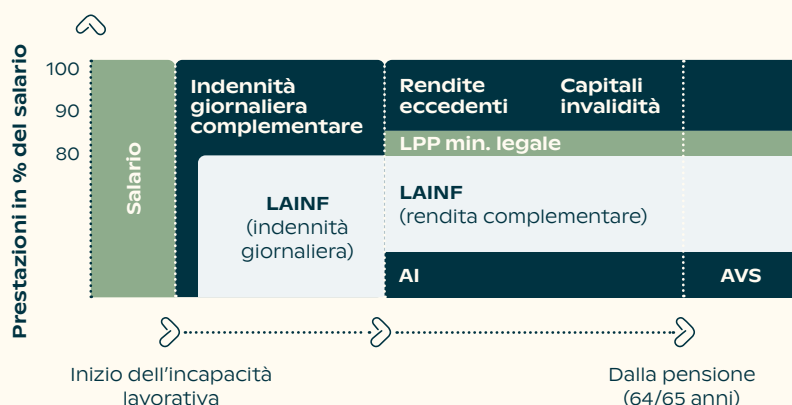 Prestazioni in % del salario
100
90
80
Salario
Indennità
giornaliera
complementare
LAINF
(indennità
giornaliera)
Rendite
eccedenti
Capitali
invalidità
LPP min. legale
LAINF
(rendita complementare)
AI
AVS
Inizio dell'incapacità
lavorativa
Dalla pensione
(64/65 anni)